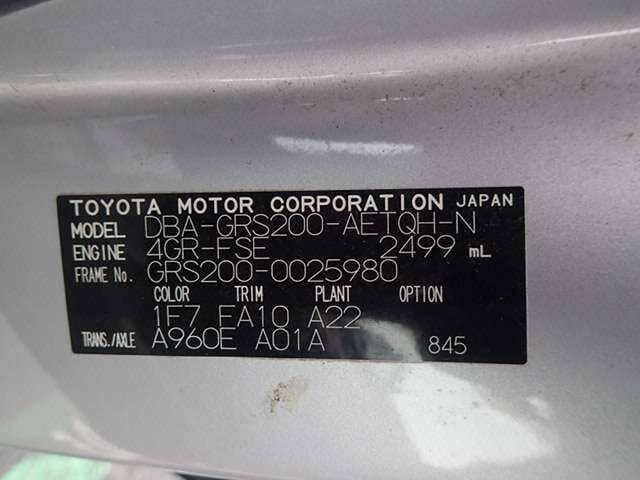 TOYOTA MOTOR CORPORATION JAPAN
MODEL DBA-GRS200-AETQH-N
ENGINE 4GR-FSE 2499 mL
FRAME No. GRS200-0025980
COLOR TRIM PLANT OPTION
1F7 FA10 A22
TRANS./AXLE A960E A01A 845